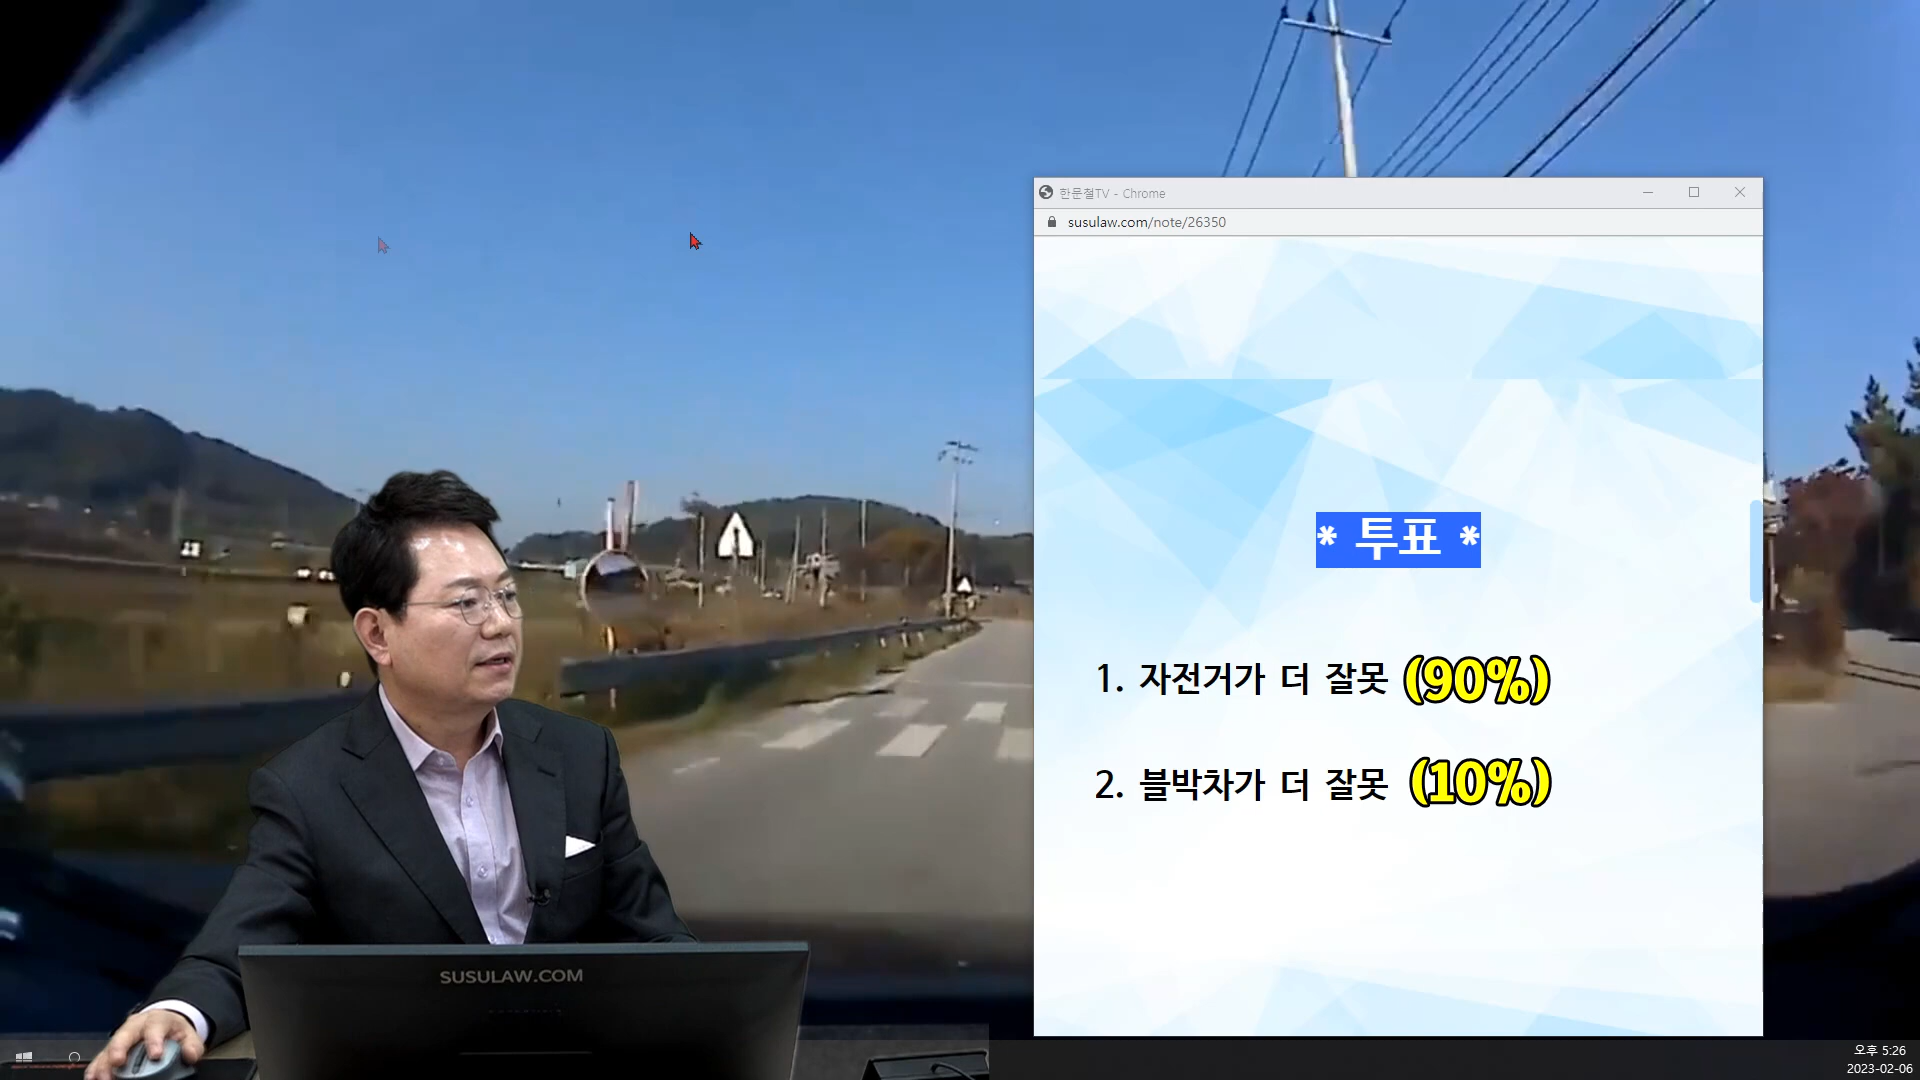 한문철TV - Chrome
susulaw.com/note/26350
* 투표 *
1. 자전거가 더 잘못 (90%)
2. 블박차가 더 잘못 (10%)
SUSULAW.COM
오후 5:26
2023-02-06